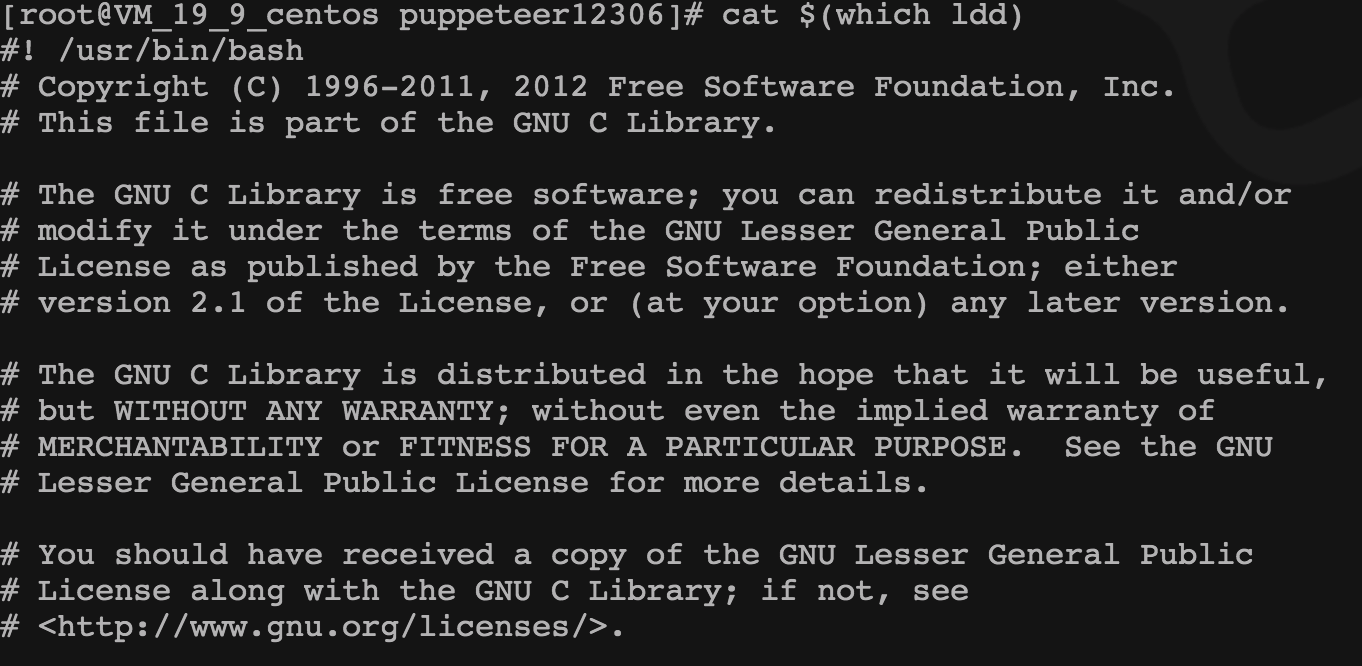 [root@VM_19_9_centos puppeteer12306]# cat $(which ldd)
#! /usr/bin/bash
# Copyright (C) 1996-2011, 2012 Free Software Foundation, Inc.
# This file is part of the GNU C Library.

# The GNU C Library is free software; you can redistribute it and/or
# modify it under the terms of the GNU Lesser General Public
# License as published by the Free Software Foundation; either
# version 2.1 of the License, or (at your option) any later version.

# The GNU C Library is distributed in the hope that it will be useful,
# but WITHOUT ANY WARRANTY; without even the implied warranty of
# MERCHANTABILITY or FITNESS FOR A PARTICULAR PURPOSE.  See the GNU
# Lesser General Public License for more details.

# You should have received a copy of the GNU Lesser General Public
# License along with the GNU C Library; if not, see
# <http://www.gnu.org/licenses/>.